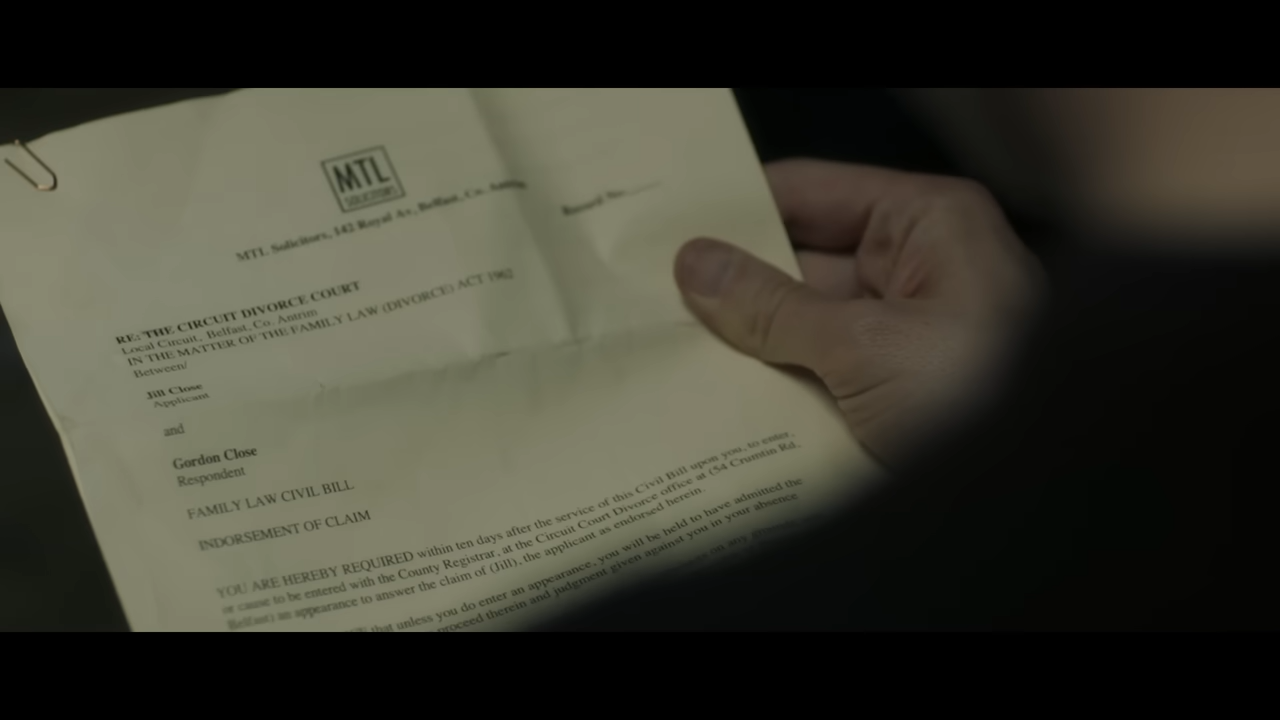 MTL
SOLICITORS
MTL Solicitors, 142 Royal Av, Belfast, Co. Antrim
Record No.
RE: THE CIRCUIT DIVORCE COURT
Local Circuit, Belfast, Co. Antrim
IN THE MATTER OF THE FAMILY LAW (DIVORCE) ACT 1962
Between/
Jill Close
Applicant
and
Gordon Close
Respondent
FAMILY LAW CIVIL BILL
INDORSEMENT OF CLAIM
YOU ARE HEREBY REQUIRED within ten days after the service of this Civil Bill upon you, to enter,
or cause to be entered with the County Registrar, at the Circuit Court Divorce office at (54 Crumtin Rd.
Belfast) an appearance to answer the claim of (Jill), the applicant as endorsed herein.
that unless you do enter an appearance, you will be held to have admitted the
proceed therein and judgment given against you in your absence